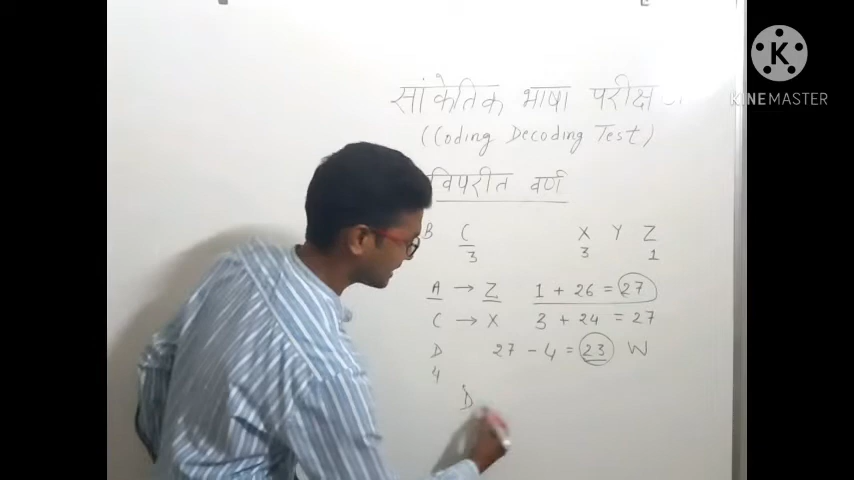 K
KINEMASTER
सांकेतिक भाषा
(Coding Decoding Test)
विपरीत वर्ण
B C X Y Z
3 3 1
A → Z 1 + 26 = 27
C → X 3 + 24 = 27
D 27 - 4 = 23 W
4
D